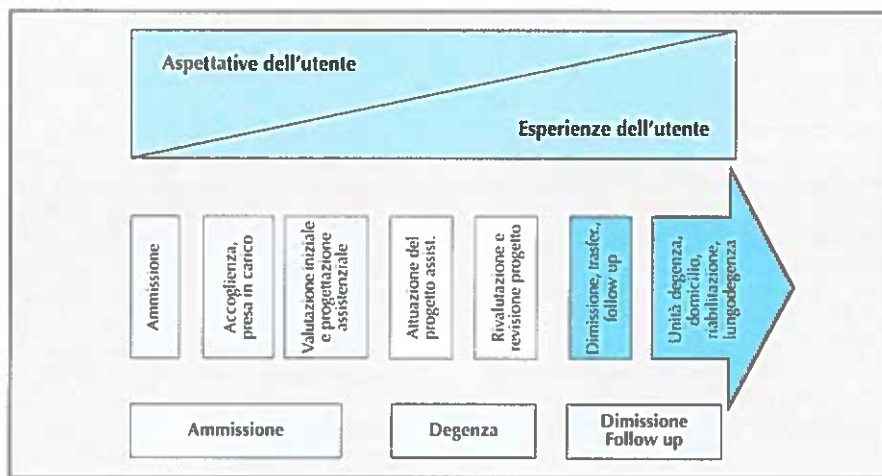 Aspettative dell'utente
Esperienze dell'utente
Ammissione
Accoglienza,
presa in carico
Valutazione iniziale
e progettazione
assistenziale
Attuazione del
progetto assist.
Rivalutazione e
revisione progetto
Dimissione, trasfer.,
follow up
Unità degenza,
domicilio,
riabilitazione,
lungodegenza
Ammissione
Degenza
Dimissione
Follow up